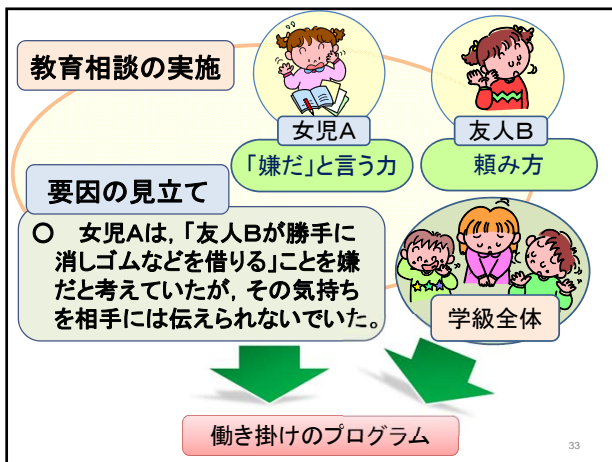 教育相談の実施
女児A
友人B
「嫌だ」と言う力
頼み方
要因の見立て
○　女児Aは，「友人Bが勝手に
消しゴムなどを借りる」ことを嫌
だと考えていたが，その気持ち
を相手には伝えられないでいた。
学級全体
働き掛けのプログラム
33